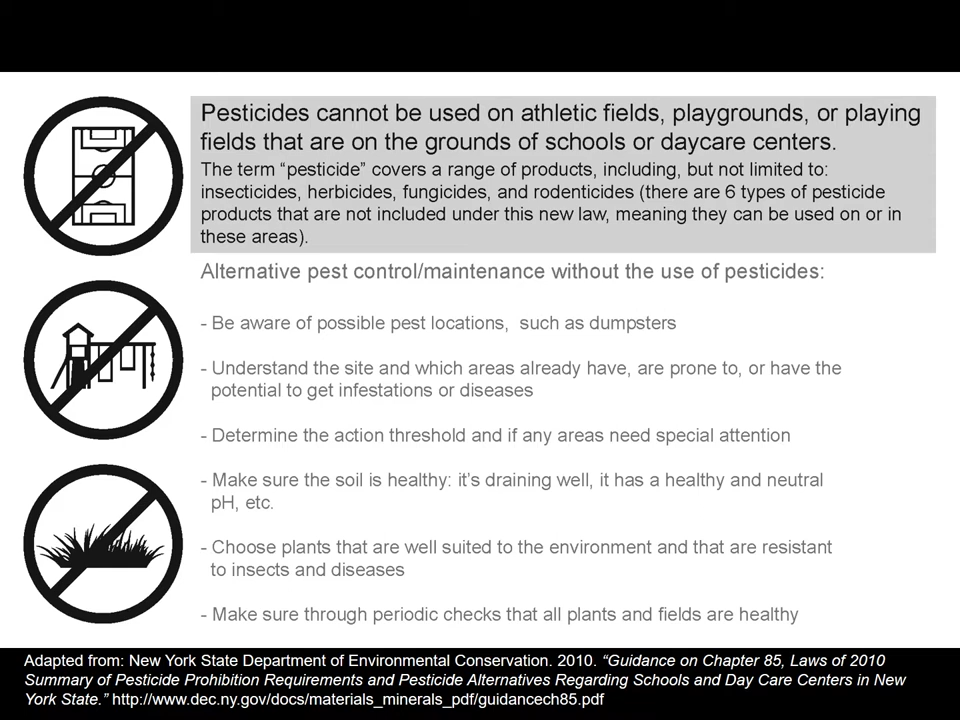 Pesticides cannot be used on athletic fields, playgrounds, or playing
fields that are on the grounds of schools or daycare centers.
The term “pesticide” covers a range of products, including, but not limited to:
insecticides, herbicides, fungicides, and rodenticides (there are 6 types of pesticide
products that are not included under this new law, meaning they can be used on or in
these areas).
Alternative pest control/maintenance without the use of pesticides:
- Be aware of possible pest locations,  such as dumpsters
- Understand the site and which areas already have, are prone to, or have the
potential to get infestations or diseases
- Determine the action threshold and if any areas need special attention
- Make sure the soil is healthy: it’s draining well, it has a healthy and neutral
pH, etc.
- Choose plants that are well suited to the environment and that are resistant
to insects and diseases
- Make sure through periodic checks that all plants and fields are healthy
Adapted from: New York State Department of Environmental Conservation. 2010. “Guidance on Chapter 85, Laws of 2010
Summary of Pesticide Prohibition Requirements and Pesticide Alternatives Regarding Schools and Day Care Centers in New
York State.” http://www.dec.ny.gov/docs/materials_minerals_pdf/guidancech85.pdf